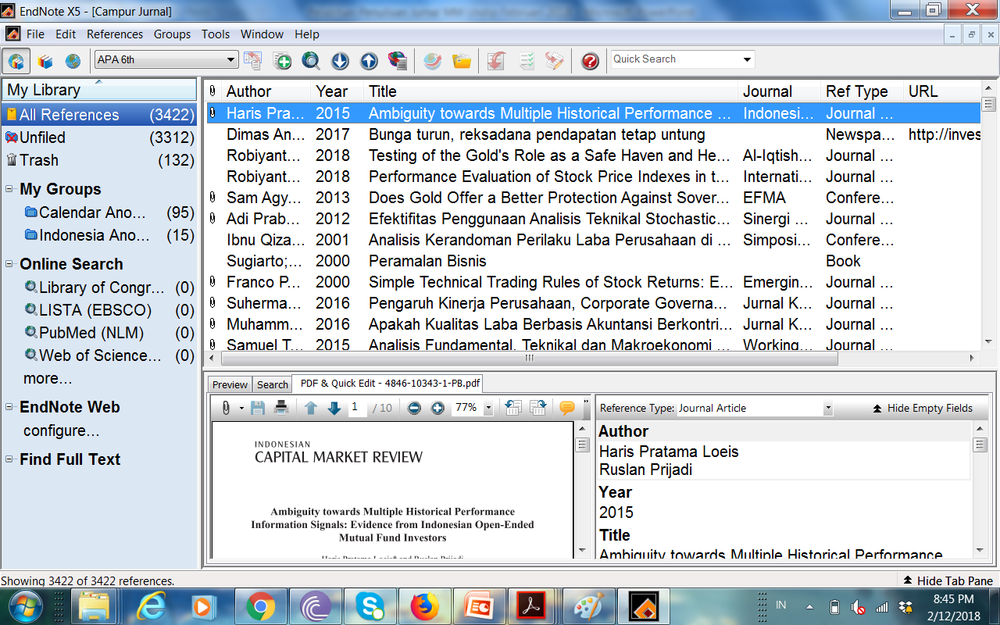 EndNote X5 - [Campur Jurnal]
File Edit References Groups Tools Window Help
APA 6th Quick Search
My Library
All References (3422)
Unfiled (3312)
Trash (132)
My Groups
Calendar Ano... (95)
Indonesia Ano... (15)
Online Search
Library of Congr... (0)
LISTA (EBSCO) (0)
PubMed (NLM) (0)
Web of Science... (0)
more...
EndNote Web
configure...
Find Full Text
Author Year Title Journal Ref Type URL
Haris Pra... 2015 Ambiguity towards Multiple Historical Performance ... Indonesi... Journal ...
Dimas An... 2017 Bunga turun, reksadana pendapatan tetap untung Newspa... http://inves
Robiyant... 2018 Testing of the Gold's Role as a Safe Haven and He... Al-Iqtish... Journal ...
Robiyant... 2018 Performance Evaluation of Stock Price Indexes in t... Internati... Journal ...
Sam Agy... 2013 Does Gold Offer a Better Protection Against Sover... EFMA Confere...
Adi Prab... 2012 Efektifitas Penggunaan Analisis Teknikal Stochastic... Sinergi ... Journal ...
Ibnu Qiza... 2001 Analisis Kerandoman Perilaku Laba Perusahaan di ... Simposi... Confere...
Sugiarto;... 2000 Peramalan Bisnis Book
Franco P... 2000 Simple Technical Trading Rules of Stock Returns: E... Emergin... Journal ...
Suherma... 2016 Pengaruh Kinerja Perusahaan, Corporate Governa... Jurnal K... Journal ...
Muhamm... 2016 Apakah Kualitas Laba Berbasis Akuntansi Berkontri... Jurnal K... Journal ...
Samuel T... 2015 Analisis Fundamental, Teknikal dan Makroekonomi ... Working... Journal ...
Preview Search PDF & Quick Edit - 4846-10343-1-PB.pdf
1 / 10 77%
INDONESIAN
CAPITAL MARKET REVIEW
Ambiguity towards Multiple Historical Performance
Information Signals: Evidence from Indonesian Open-Ended
Mutual Fund Investors
Haris Pratama Loeis* and Ruslan Prijadi
Reference Type: Journal Article Hide Empty Fields
Author
Haris Pratama Loeis
Ruslan Prijadi
Year
2015
Title
Ambiguity towards Multiple Historical Performance
Showing 3422 of 3422 references.
Hide Tab Pane
IN
8:45 PM
2/12/2018